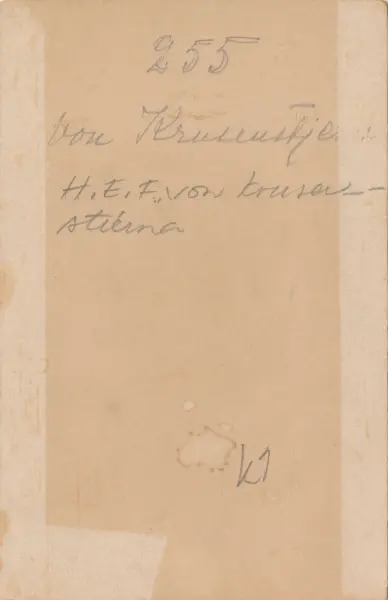 255
von Krusenstje
H. E. F. von krusen-
stierna